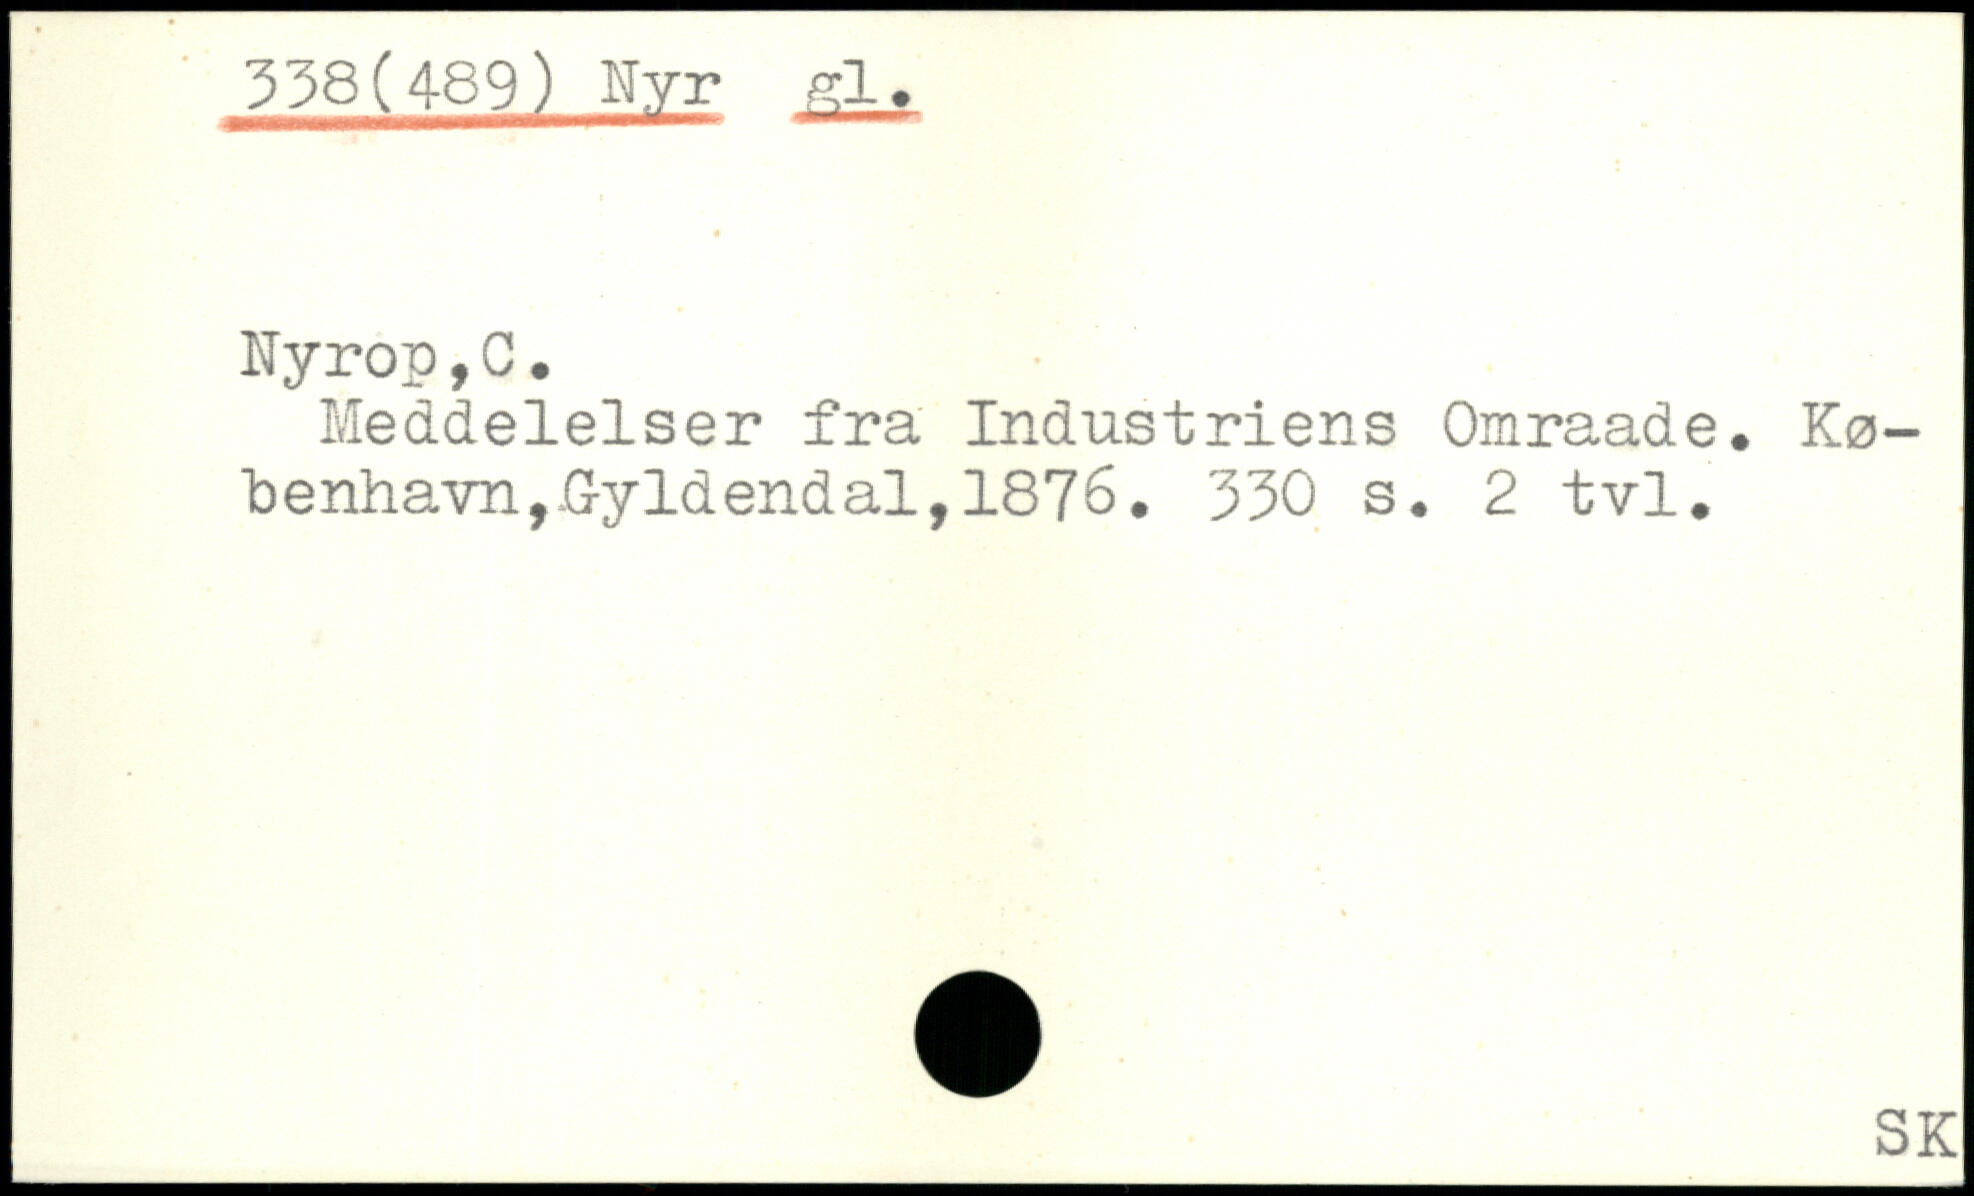 338(489) Nyr gl.
Nyrop,C.
Meddelelser fra Industriens Omraade. Kø-
benhavn,Gyldendal,1876. 330 s. 2 tvl.
SK